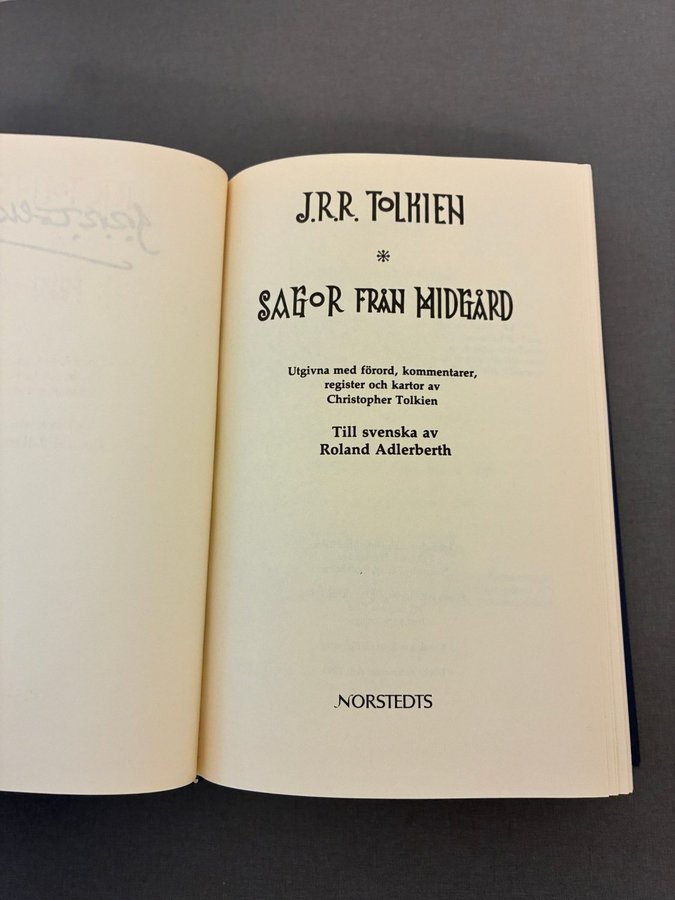 J.R.R. TOLKIEN
SAGOR FRÅN MIDGÅRD
Utgivna med förord, kommentarer,
register och kartor av
Christopher Tolkien
Till svenska av
Roland Adlerberth
NORSTEDTS